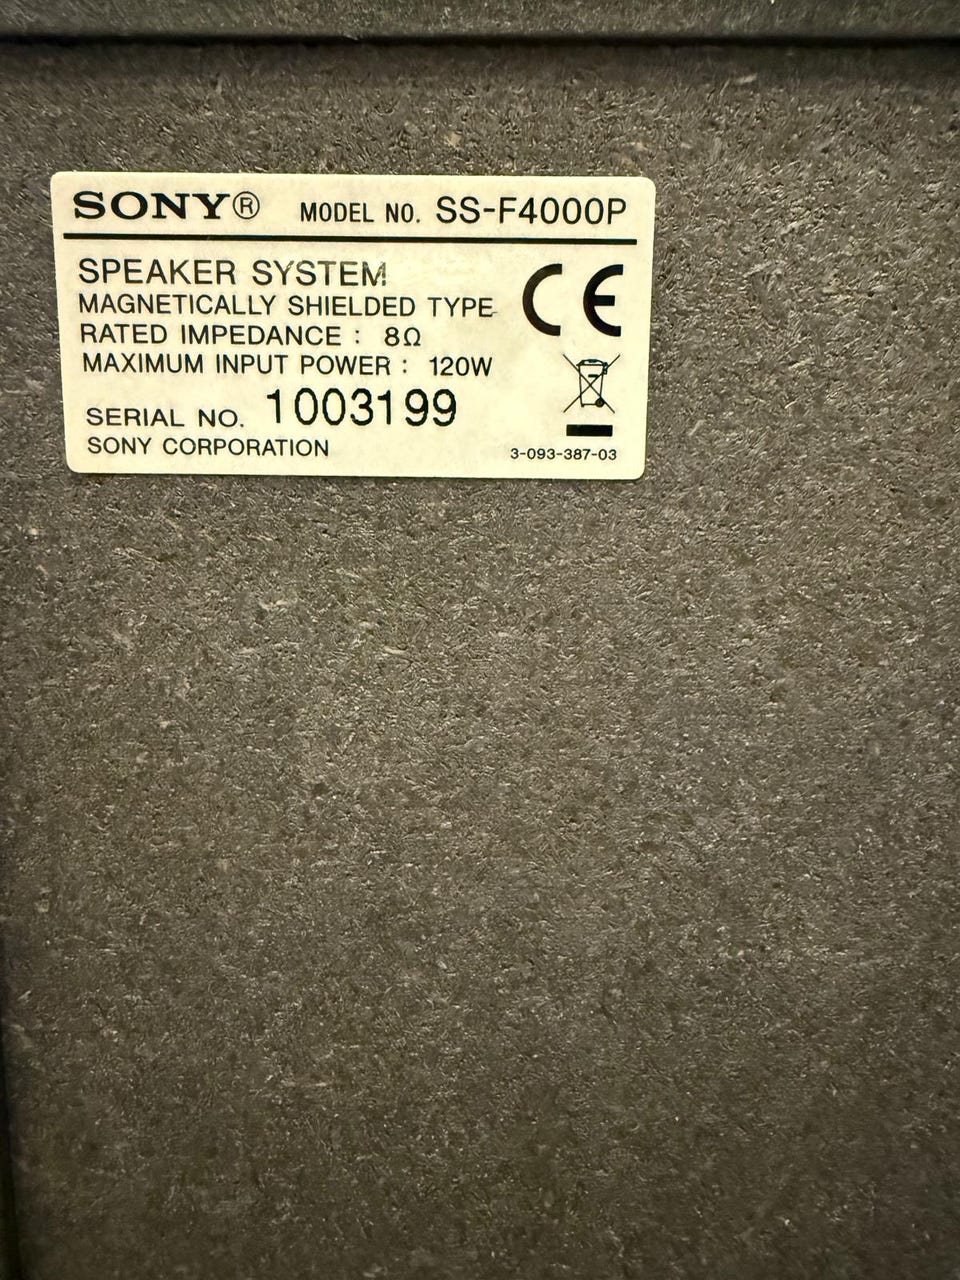 SONY® MODEL NO. SS-F4000P
SPEAKER SYSTEM
MAGNETICALLY SHIELDED TYPE
RATED IMPEDANCE : 8Ω
MAXIMUM INPUT POWER : 120W
SERIAL NO. 1003199
SONY CORPORATION
CE
3-093-387-03